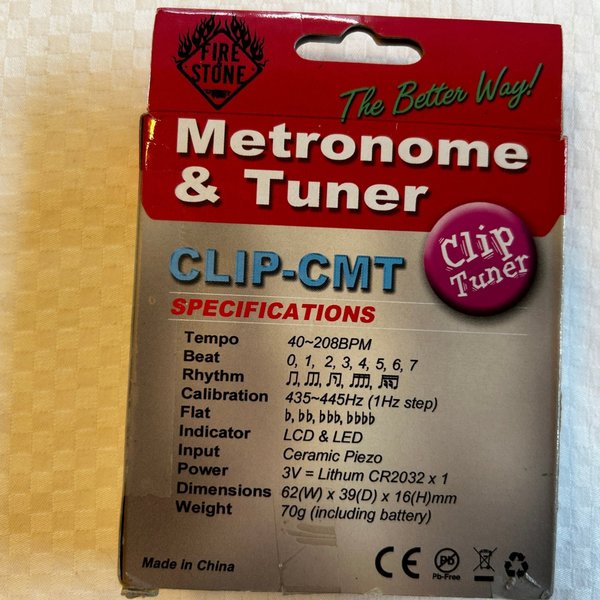 FIRE
STONE
The Better Way!
Metronome
& Tuner
Clip
Tuner
CLIP-CMT
SPECIFICATIONS
Tempo 40~208BPM
Beat 0, 1, 2, 3, 4, 5, 6, 7
Rhythm
Calibration 435~445Hz (1Hz step)
Flat ♭, ♭♭, ♭♭♭, ♭♭♭♭
Indicator LCD & LED
Input Ceramic Piezo
Power 3V = Lithum CR2032 x 1
Dimensions 62(W) x 39(D) x 16(H)mm
Weight 70g (including battery)
Made in China
CE
Pb
Pb-Free